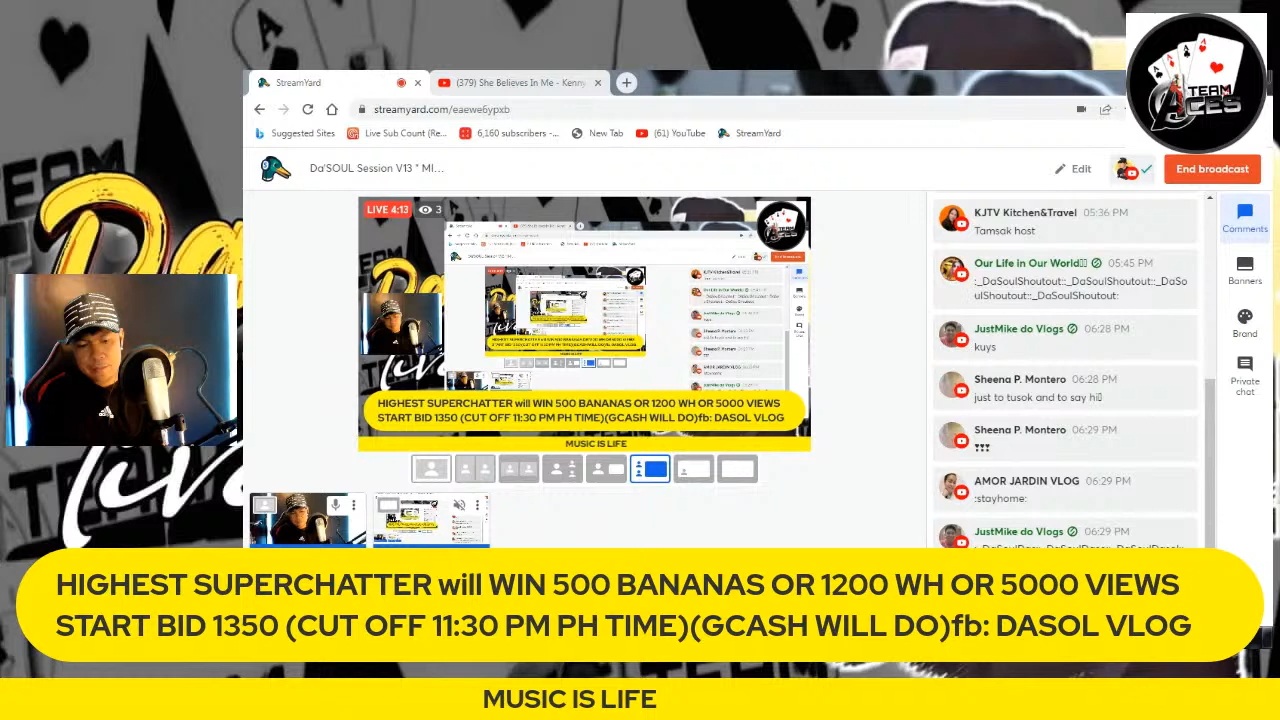 StreamYard
(379) She Believes In Me - Kenny
streamyard.com/eaewe6ypxb
Suggested Sites
Live Sub Count (Re...
6,160 subscribers -...
New Tab
(61) YouTube
StreamYard
TEAM
ACES
Da'SOUL Session V13 " MI...
Edit
End broadcast
LIVE 4:13
3
KJTV Kitchen&Travel 05:36 PM
Tamsak host
Our Life in Our World 05:45 PM
:_DaSoulShoutout::_DaSoulShoutout::_DaSo
ulShoutout::_DaSoulShoutout:
JustMike do Vlogs 06:28 PM
kuys
Sheena P. Montero 06:28 PM
just to tusok and to say hi
Sheena P. Montero 06:29 PM
AMOR JARDIN VLOG 06:29 PM
:stayhome:
JustMike do Vlogs 06:29 PM
Comments
Banners
Brand
Private
chat
HIGHEST SUPERCHATTER will WIN 500 BANANAS OR 1200 WH OR 5000 VIEWS
START BID 1350 (CUT OFF 11:30 PM PH TIME)(GCASH WILL DO)fb: DASOL VLOG
MUSIC IS LIFE
HIGHEST SUPERCHATTER will WIN 500 BANANAS OR 1200 WH OR 5000 VIEWS
START BID 1350 (CUT OFF 11:30 PM PH TIME)(GCASH WILL DO)fb: DASOL VLOG
MUSIC IS LIFE